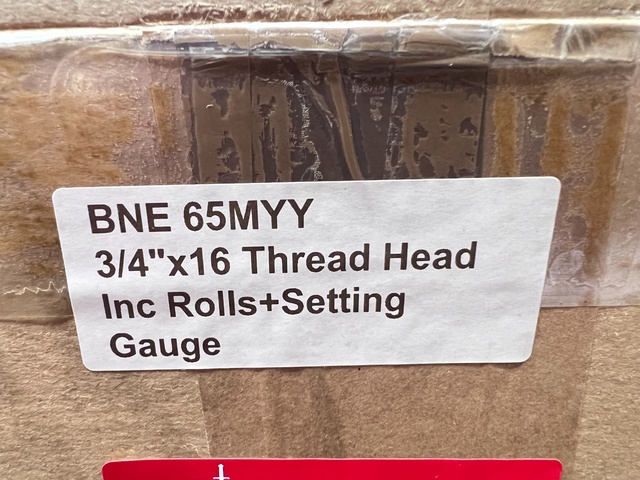 BNE 65MYY
3/4"x16 Thread Head
Inc Rolls+Setting
Gauge